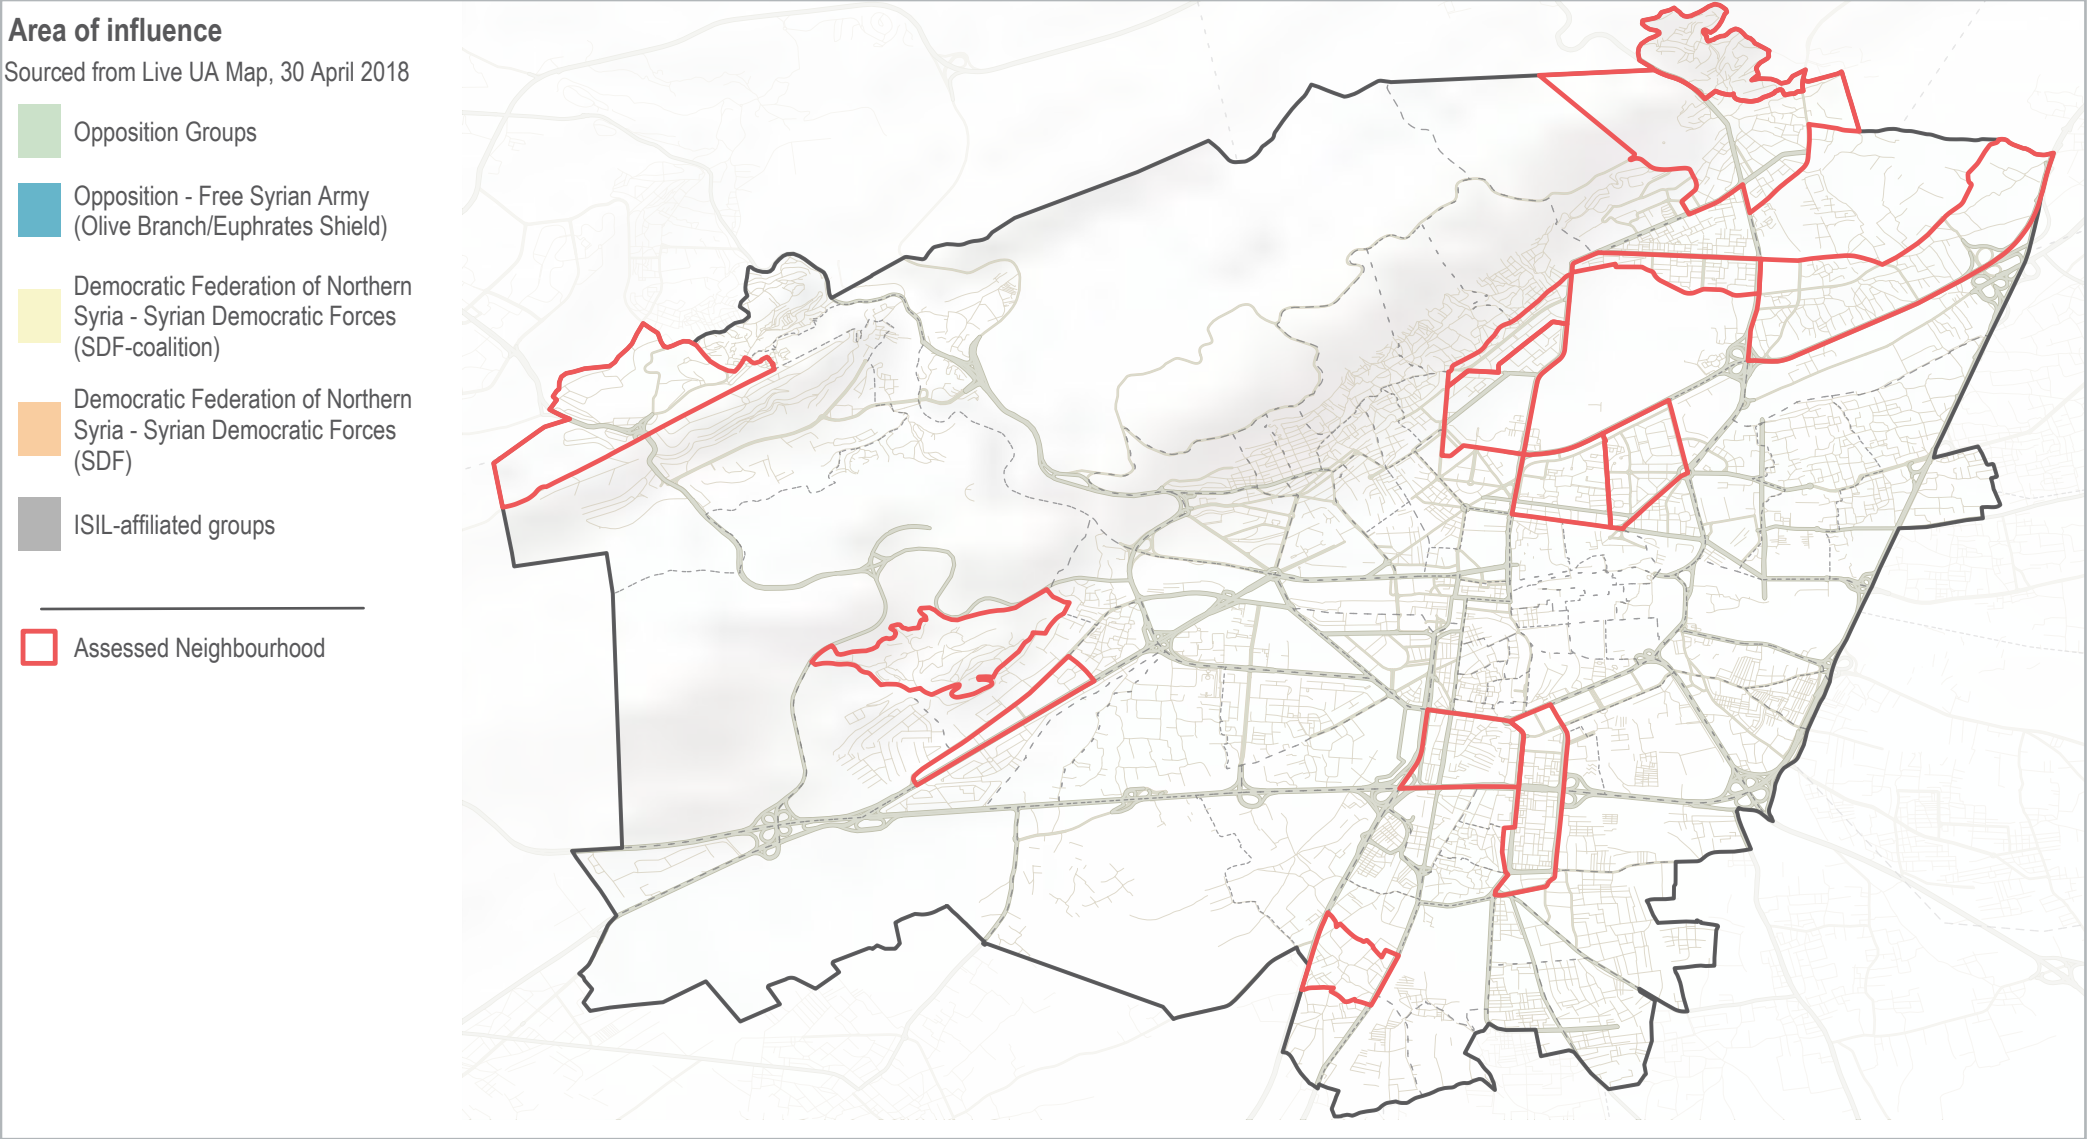 Area of influence
Sourced from Live UA Map, 30 April 2018
Opposition Groups
Opposition - Free Syrian Army
(Olive Branch/Euphrates Shield)
Democratic Federation of Northern
Syria - Syrian Democratic Forces
(SDF-coalition)
Democratic Federation of Northern
Syria - Syrian Democratic Forces
(SDF)
ISIL-affiliated groups
Assessed Neighbourhood